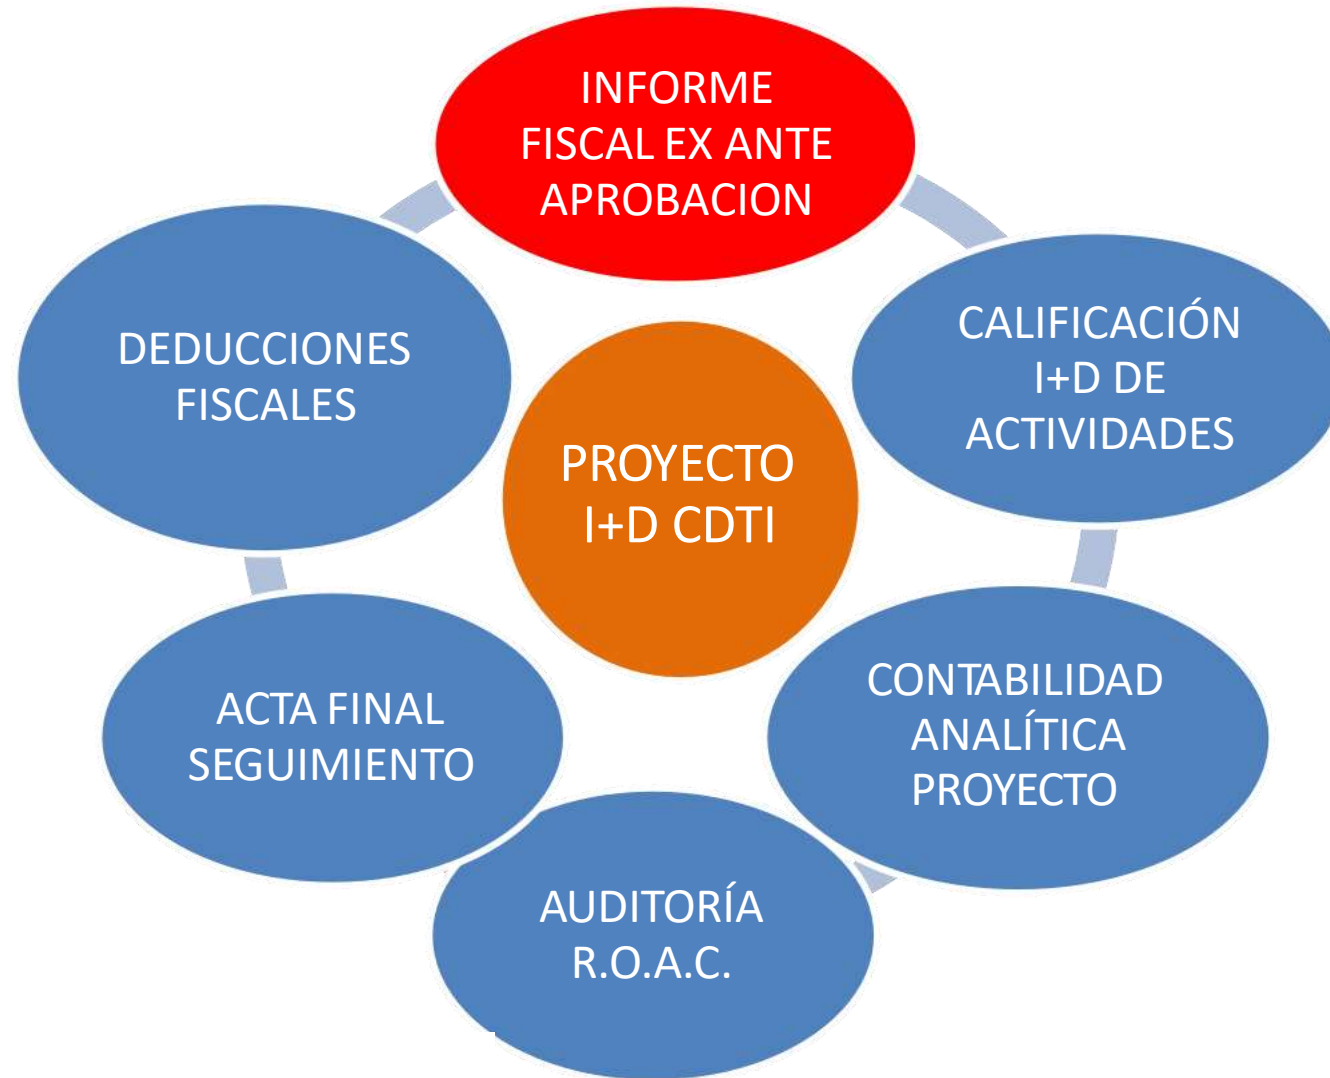 INFORME
FISCAL EX ANTE
APROBACION
CALIFICACIÓN
I+D DE
ACTIVIDADES
DEDUCCIONES
FISCALES
PROYECTO
I+D CDTI
CONTABILIDAD
ANALÍTICA
PROYECTO
ACTA FINAL
SEGUIMIENTO
AUDITORÍA
R.O.A.C.